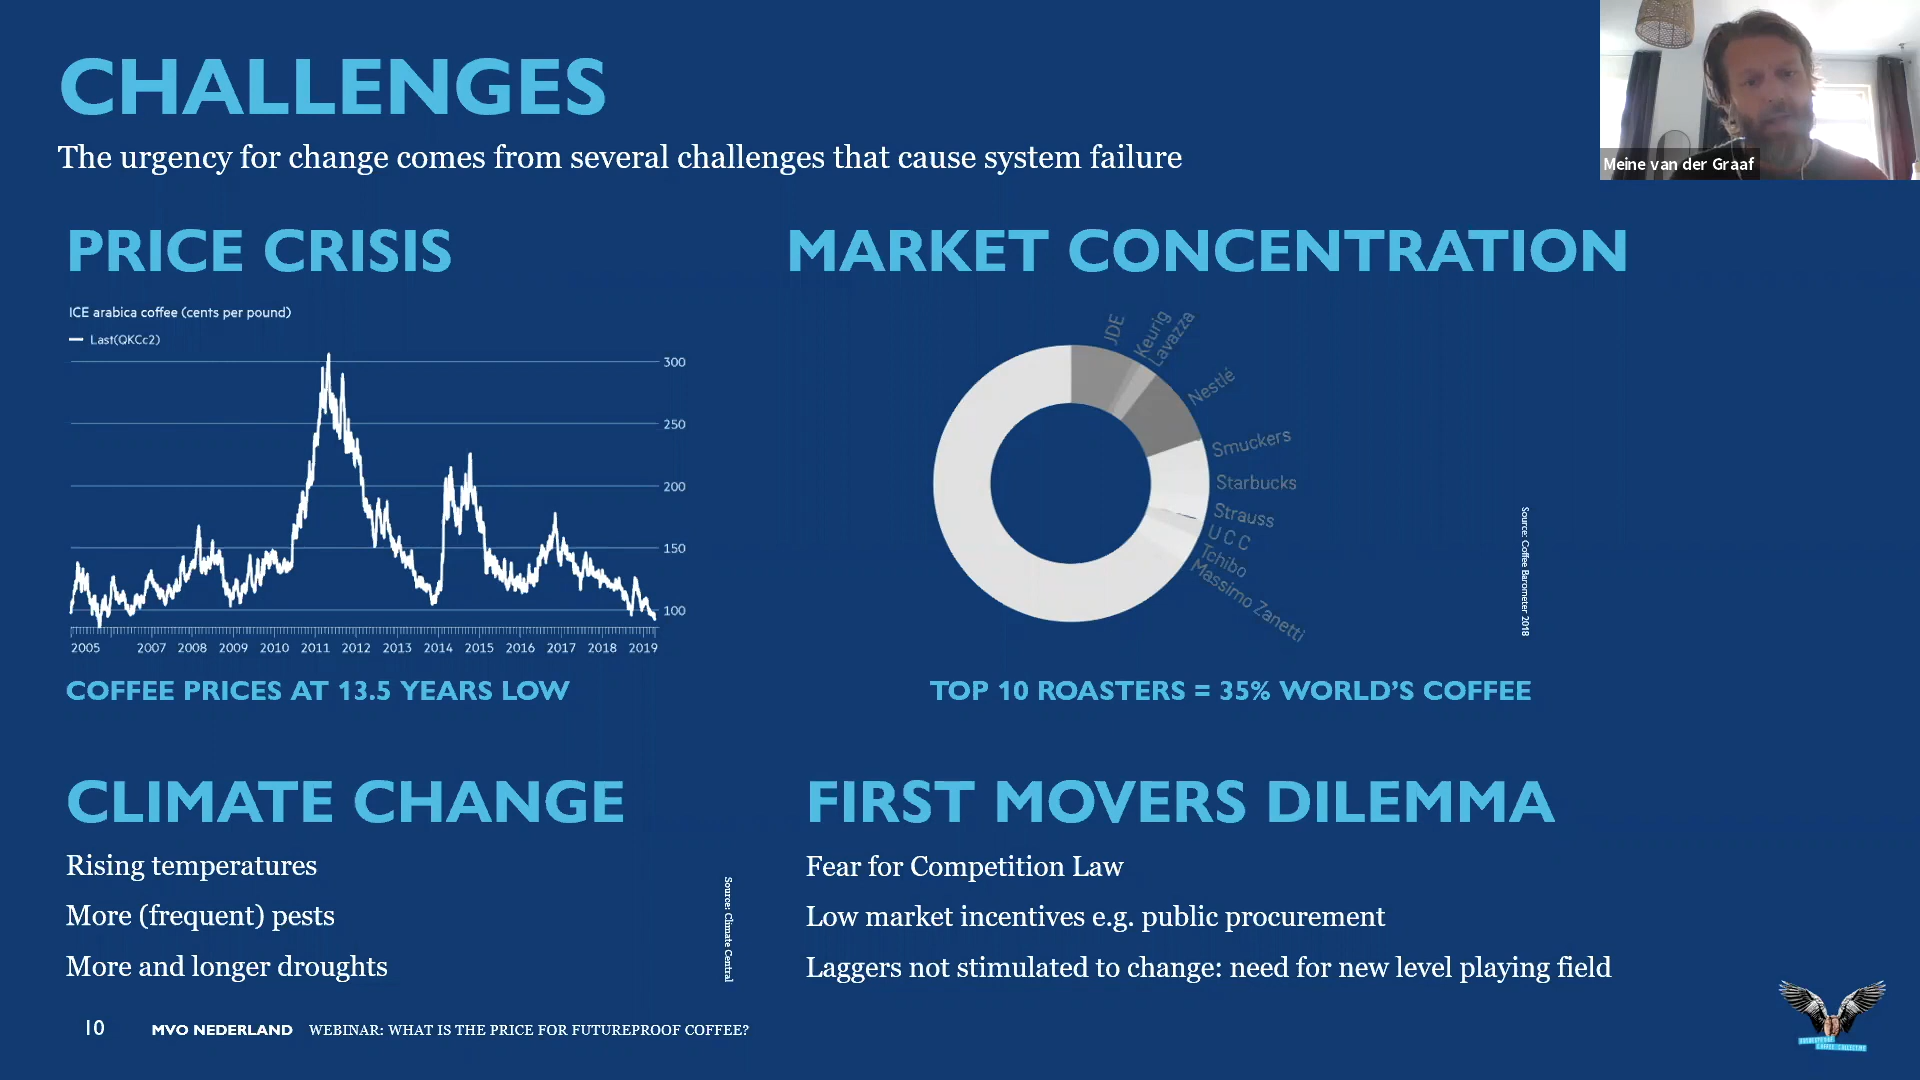 CHALLENGES
The urgency for change comes from several challenges that cause system failure
Meine van der Graaf
PRICE CRISIS
ICE arabica coffee (cents per pound)
Last(QKCc2)
300
250
200
150
100
2005 2007 2008 2009 2010 2011 2012 2013 2014 2015 2016 2017 2018 2019
COFFEE PRICES AT 13.5 YEARS LOW
MARKET CONCENTRATION
JDE
Keurig
Lavazza
Nestlé
Smuckers
Starbucks
Strauss
UCC
Tchibo
Massimo Zanetti
Source: Coffee Barometer 2018
TOP 10 ROASTERS = 35% WORLD’S COFFEE
CLIMATE CHANGE
Rising temperatures
More (frequent) pests
More and longer droughts
Source: Climate Central
FIRST MOVERS DILEMMA
Fear for Competition Law
Low market incentives e.g. public procurement
Laggers not stimulated to change: need for new level playing field
10 MVO NEDERLAND WEBINAR: WHAT IS THE PRICE FOR FUTUREPROOF COFFEE?